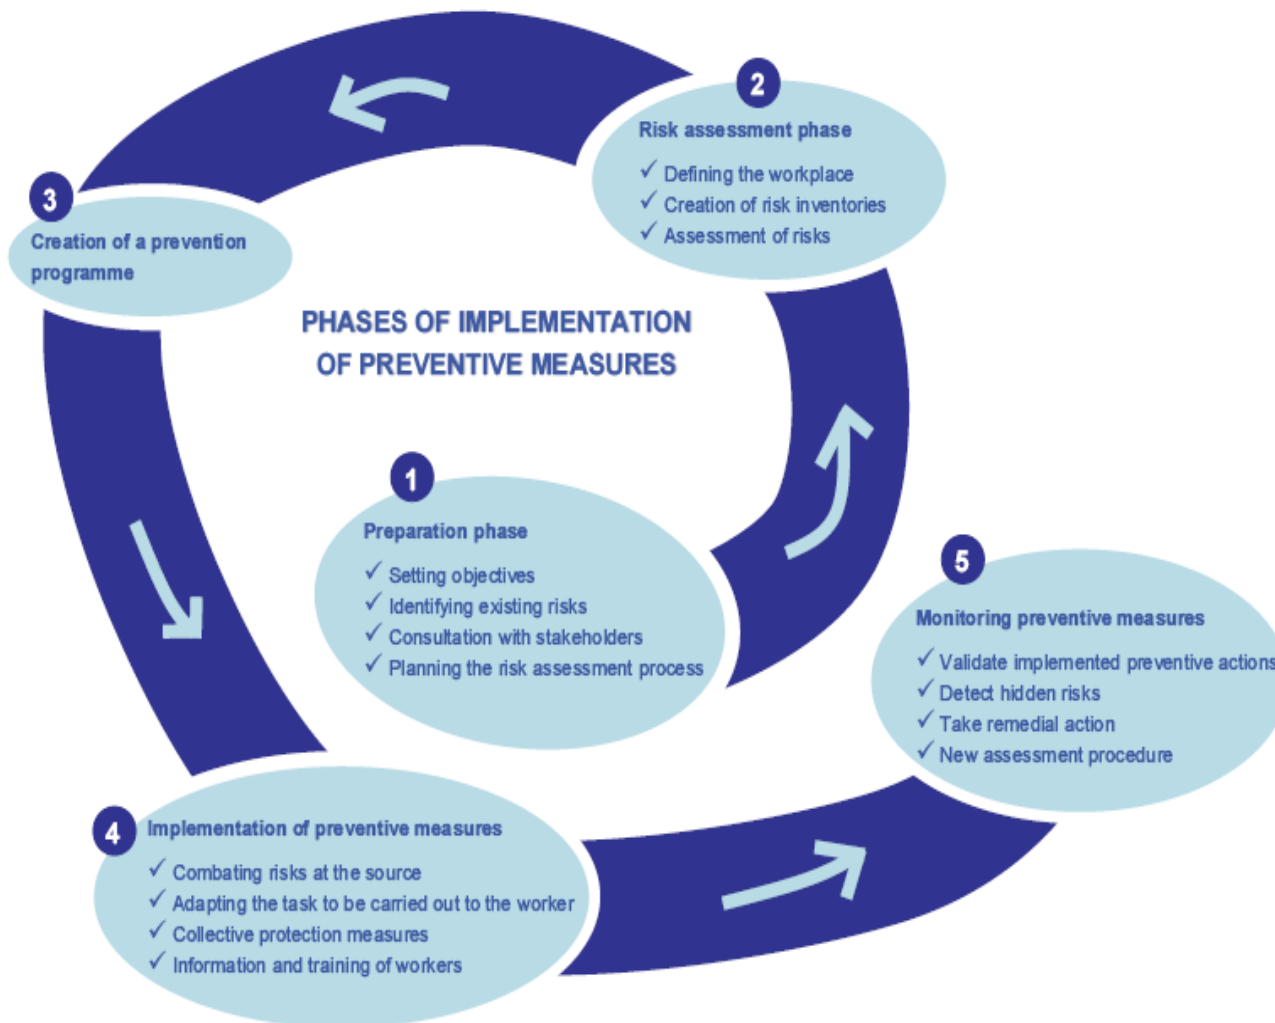 PHASES OF IMPLEMENTATION
OF PREVENTIVE MEASURES
1
Preparation phase
✓ Setting objectives
✓ Identifying existing risks
✓ Consultation with stakeholders
✓ Planning the risk assessment process
2
Risk assessment phase
✓ Defining the workplace
✓ Creation of risk inventories
✓ Assessment of risks
3
Creation of a prevention
programme
4
Implementation of preventive measures
✓ Combating risks at the source
✓ Adapting the task to be carried out to the worker
✓ Collective protection measures
✓ Information and training of workers
5
Monitoring preventive measures
✓ Validate implemented preventive actions
✓ Detect hidden risks
✓ Take remedial action
✓ New assessment procedure